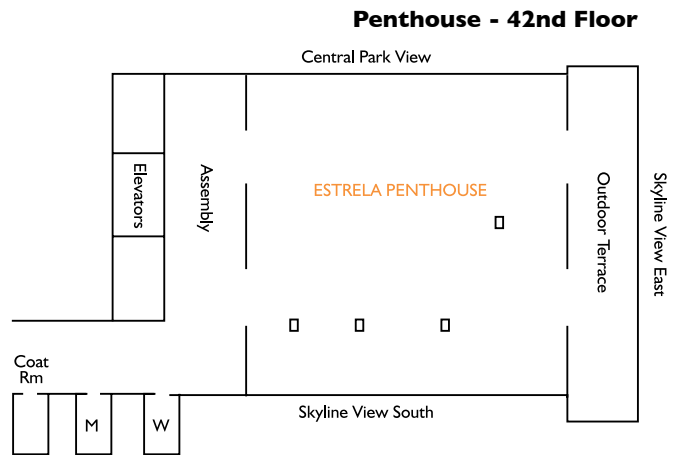 Penthouse - 42nd Floor
Central Park View
Elevators
Assembly
ESTRELA PENTHOUSE
Outdoor Terrace
Skyline View East
Coat
Rm
M
W
Skyline View South